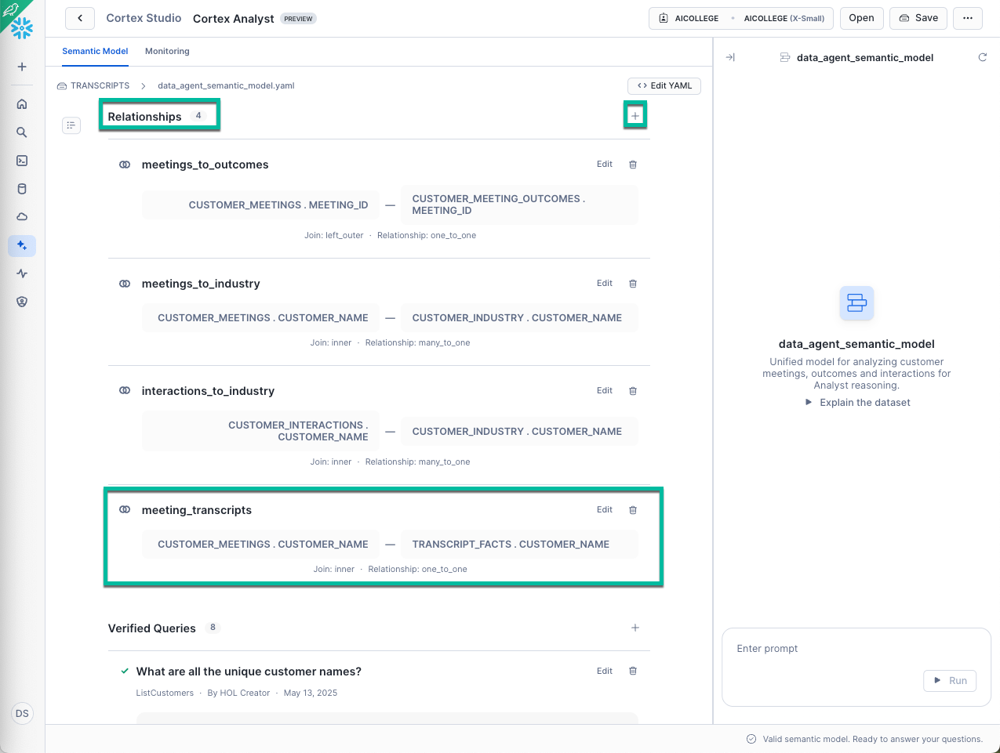 Cortex Studio Cortex Analyst PREVIEW
AICOLLEGE AICOLLEGE (X-Small) Open Save
Semantic Model Monitoring
data_agent_semantic_model
TRANSCRIPTS data_agent_semantic_model.yaml
Edit YAML
Relationships 4
meetings_to_outcomes Edit
CUSTOMER_MEETINGS . MEETING_ID — CUSTOMER_MEETING_OUTCOMES .
MEETING_ID
Join: left_outer · Relationship: one_to_one
meetings_to_industry Edit
CUSTOMER_MEETINGS . CUSTOMER_NAME — CUSTOMER_INDUSTRY . CUSTOMER_NAME
Join: inner · Relationship: many_to_one
interactions_to_industry Edit
CUSTOMER_INTERACTIONS .
CUSTOMER_NAME — CUSTOMER_INDUSTRY . CUSTOMER_NAME
Join: inner · Relationship: many_to_one
meeting_transcripts Edit
CUSTOMER_MEETINGS . CUSTOMER_NAME — TRANSCRIPT_FACTS . CUSTOMER_NAME
Join: inner · Relationship: one_to_one
Verified Queries 8
What are all the unique customer names? Edit
ListCustomers · By HOL Creator · May 13, 2025
data_agent_semantic_model
Unified model for analyzing customer
meetings, outcomes and interactions for
Analyst reasoning.
Explain the dataset
Enter prompt
Run
DS
Valid semantic model. Ready to answer your questions.